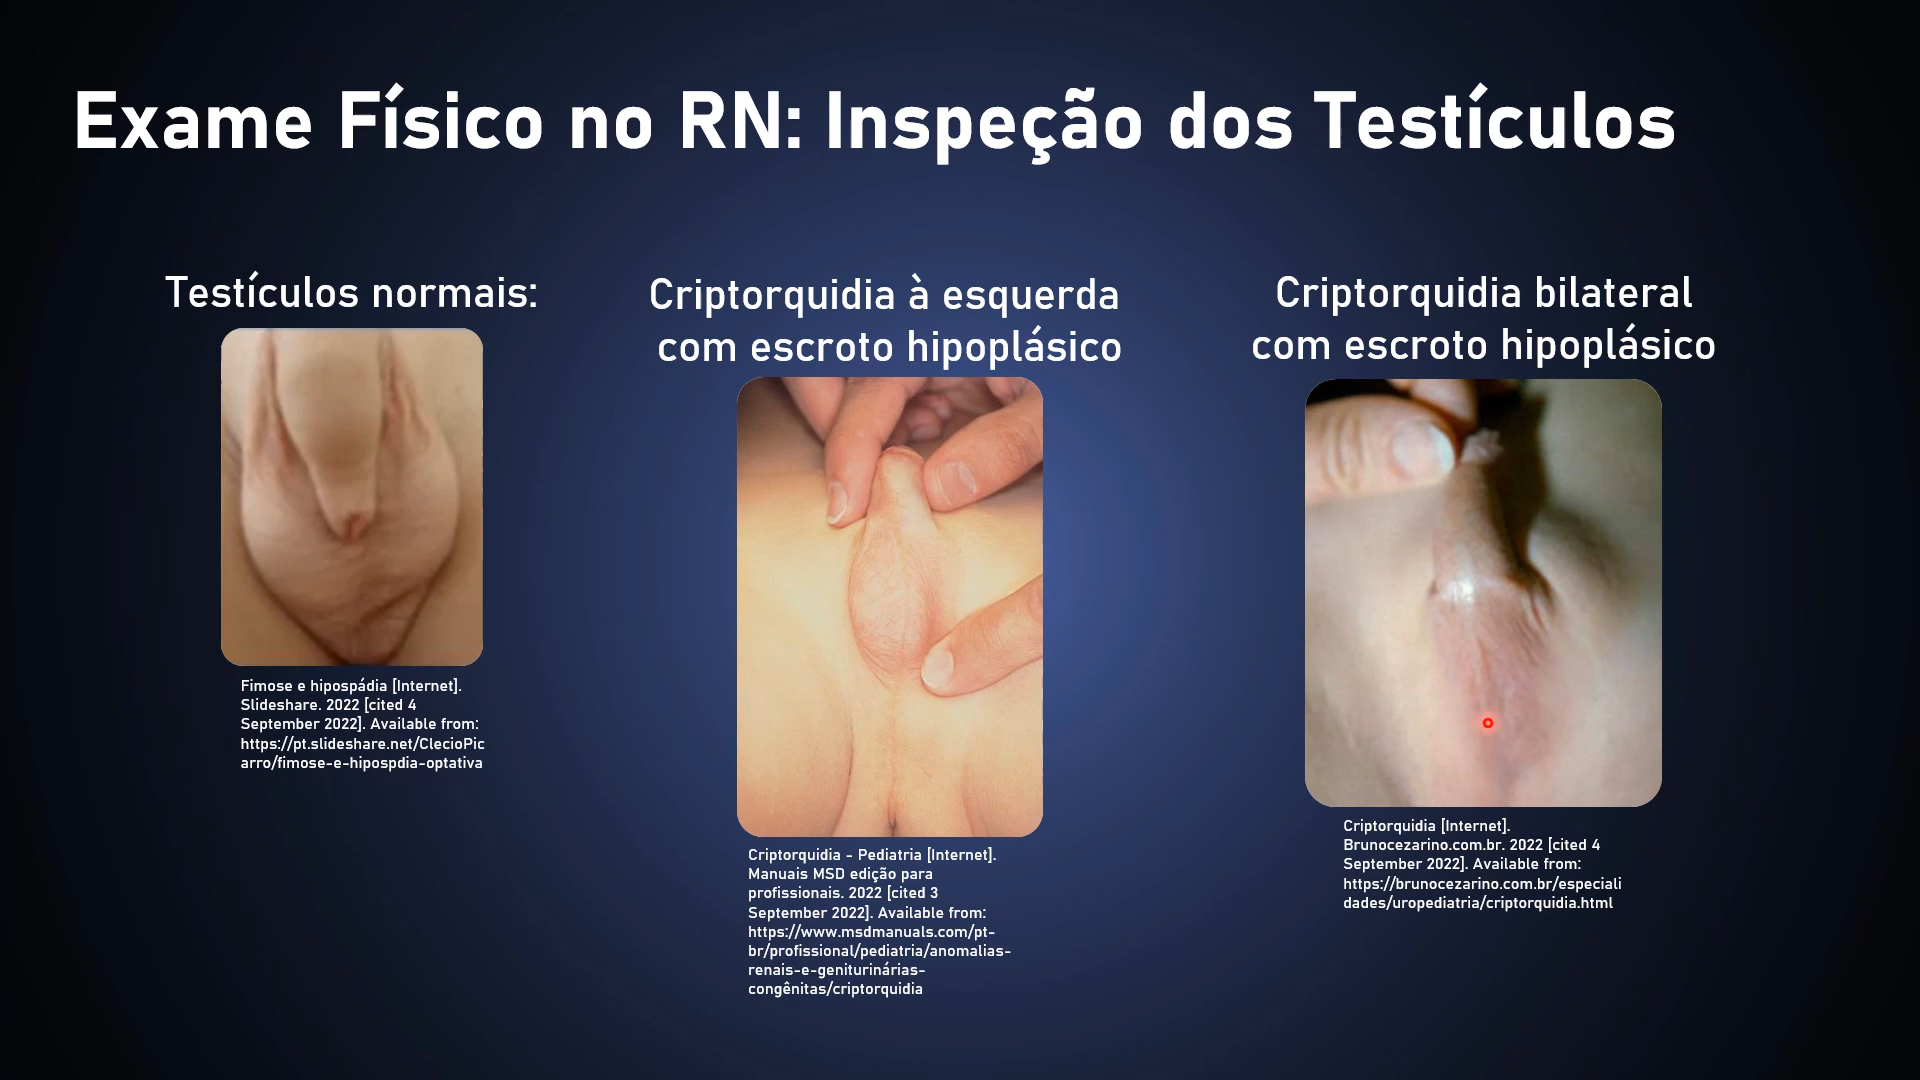 Exame Físico no RN: Inspeção dos Testículos
Testículos normais:
Fimose e hipospádia [Internet].
Slideshare. 2022 [cited 4
September 2022]. Available from:
https://pt.slideshare.net/ClecioPic
arro/fimose-e-hipospdia-optativa
Criptorquidia à esquerda
com escroto hipoplásico
Criptorquidia - Pediatria [Internet].
Manuais MSD edição para
profissionais. 2022 [cited 3
September 2022]. Available from:
https://www.msdmanuals.com/pt-
br/profissional/pediatria/anomalias-
renais-e-geniturinárias-
congênitas/criptorquidia
Criptorquidia bilateral
com escroto hipoplásico
Criptorquidia [Internet].
Brunocezarino.com.br. 2022 [cited 4
September 2022]. Available from:
https://brunocezarino.com.br/especiali
dades/uropediatria/criptorquidia.html